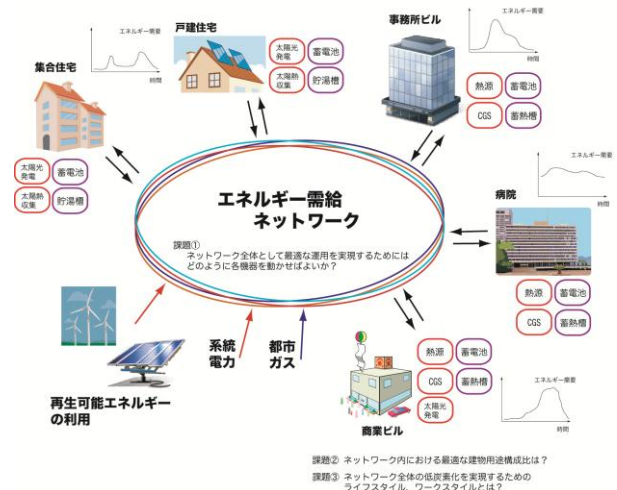 エネルギー需要
時間
集合住宅
太陽光
発電
蓄電池
太陽熱
収集
貯湯槽
戸建住宅
太陽光
発電
蓄電池
太陽熱
収集
貯湯槽
事務所ビル
エネルギー需要
時間
熱源
蓄電池
CGS
蓄熱槽
エネルギー需給
ネットワーク
課題①
ネットワーク全体として最適な運用を実現するためには
どのように各機器を動かせばよいか?
エネルギー需要
時間
病院
熱源
蓄電池
CGS
蓄熱槽
再生可能エネルギー
の利用
系統
電力
都市
ガス
熱源
蓄電池
CGS
蓄熱槽
太陽光
発電
商業ビル
エネルギー需要
時間
課題② ネットワーク内における最適な建物用途構成比は?
課題③ ネットワーク全体の低炭素化を実現するための
ライフスタイル、ワークスタイルとは?